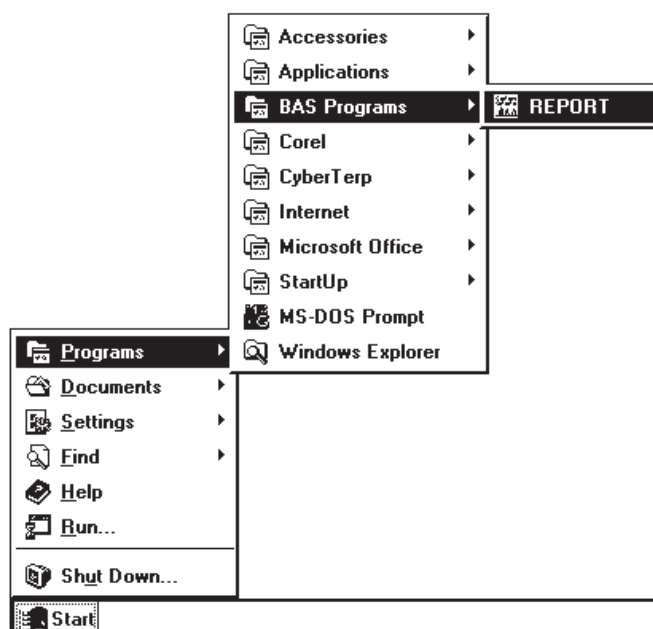 Accessories
Applications
BAS Programs
REPORT
Corel
CyberTerp
Internet
Microsoft Office
StartUp
MS-DOS Prompt
Windows Explorer
Programs
Documents
Settings
Find
Help
Run...
Shut Down...
Start